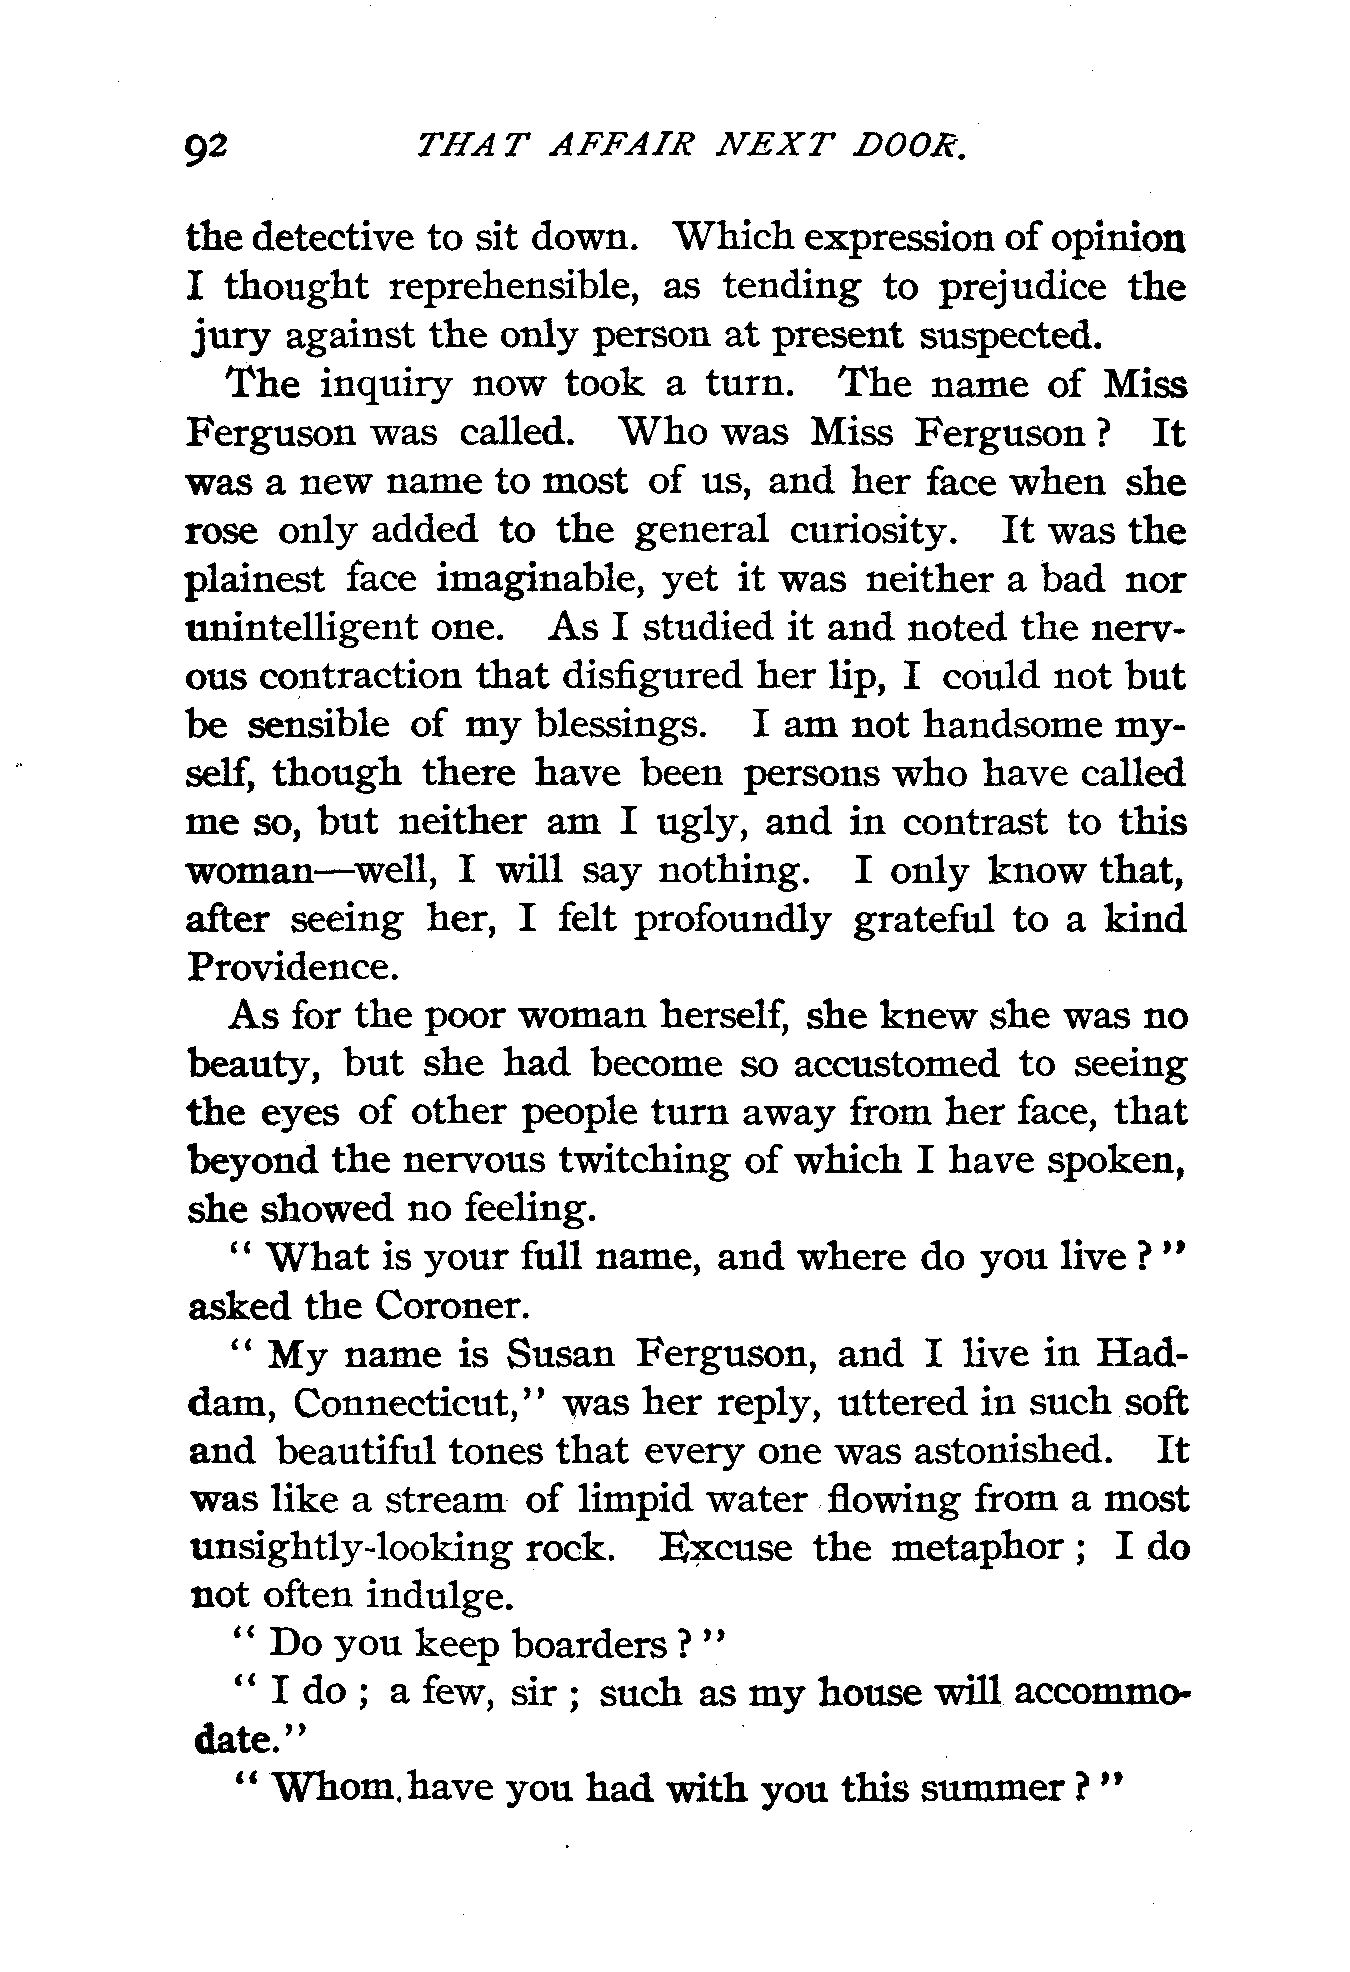 92 THAT AFFAIR NEXT DOOR.
the detective to sit down. Which expression of opinion
I thought reprehensible, as tending to prejudice the
jury against the only person at present suspected.
The inquiry now took a turn. The name of Miss
Ferguson was called. Who was Miss Ferguson ? It
was a new name to most of us, and her face when she
rose only added to the general curiosity. It was the
plainest face imaginable, yet it was neither a bad nor
unintelligent one. As I studied it and noted the nerv-
ous contraction that disfigured her lip, I could not but
be sensible of my blessings. I am not handsome my-
self, though there have been persons who have called
me so, but neither am I ugly, and in contrast to this
woman—well, I will say nothing. I only know that,
after seeing her, I felt profoundly grateful to a kind
Providence.
As for the poor woman herself, she knew she was no
beauty, but she had become so accustomed to seeing
the eyes of other people turn away from her face, that
beyond the nervous twitching of which I have spoken,
she showed no feeling.
“ What is your full name, and where do you live ? ”
asked the Coroner.
“ My name is Susan Ferguson, and I live in Had-
dam, Connecticut,” was her reply, uttered in such soft
and beautiful tones that every one was astonished. It
was like a stream of limpid water flowing from a most
unsightly-looking rock. Excuse the metaphor ; I do
not often indulge.
“ Do you keep boarders ? ”
“ I do ; a few, sir ; such as my house will accommo-
date.”
“ Whom have you had with you this summer ? ”